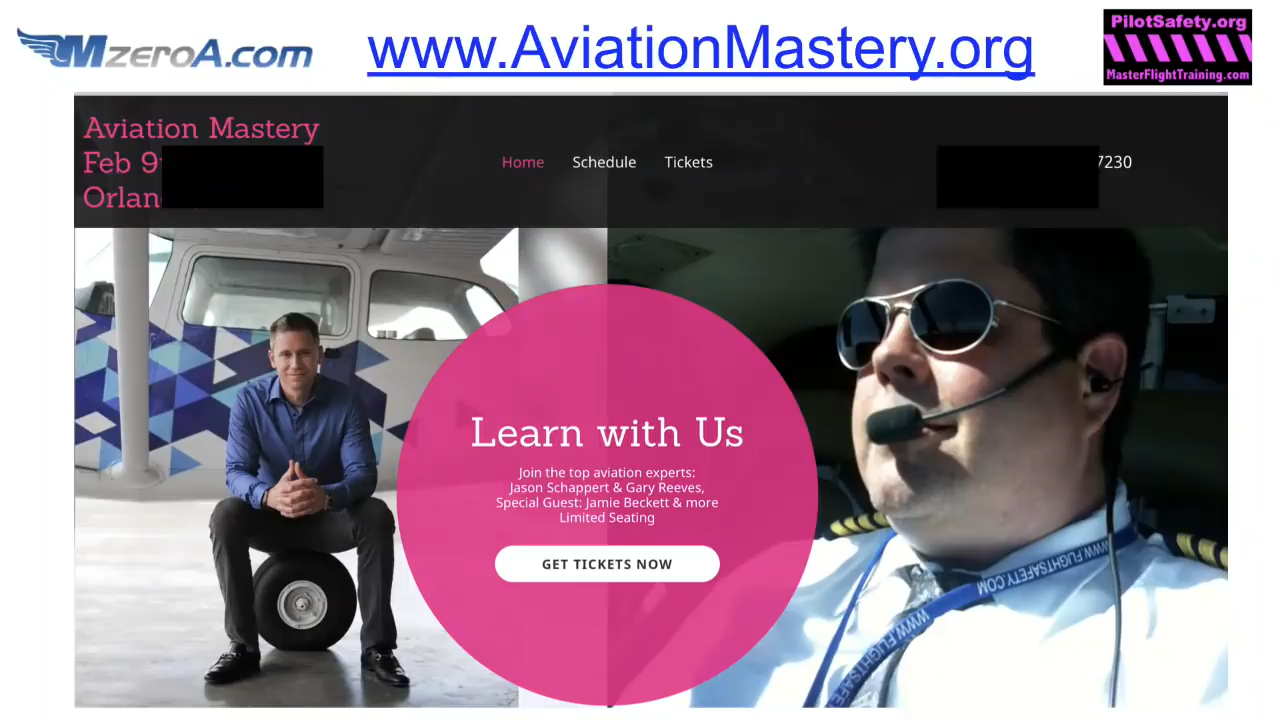 MzeroA.com
www.AviationMastery.org
PilotSafety.org
MasterFlightTraining.com
Aviation Mastery
Feb 9
Orlan
Home Schedule Tickets
7230
Learn with Us
Join the top aviation experts:
Jason Schappert & Gary Reeves,
Special Guest: Jamie Beckett & more
Limited Seating
GET TICKETS NOW
WWW.FLIGHTSAFETY.COM
WWW.FLIGHTSAFE